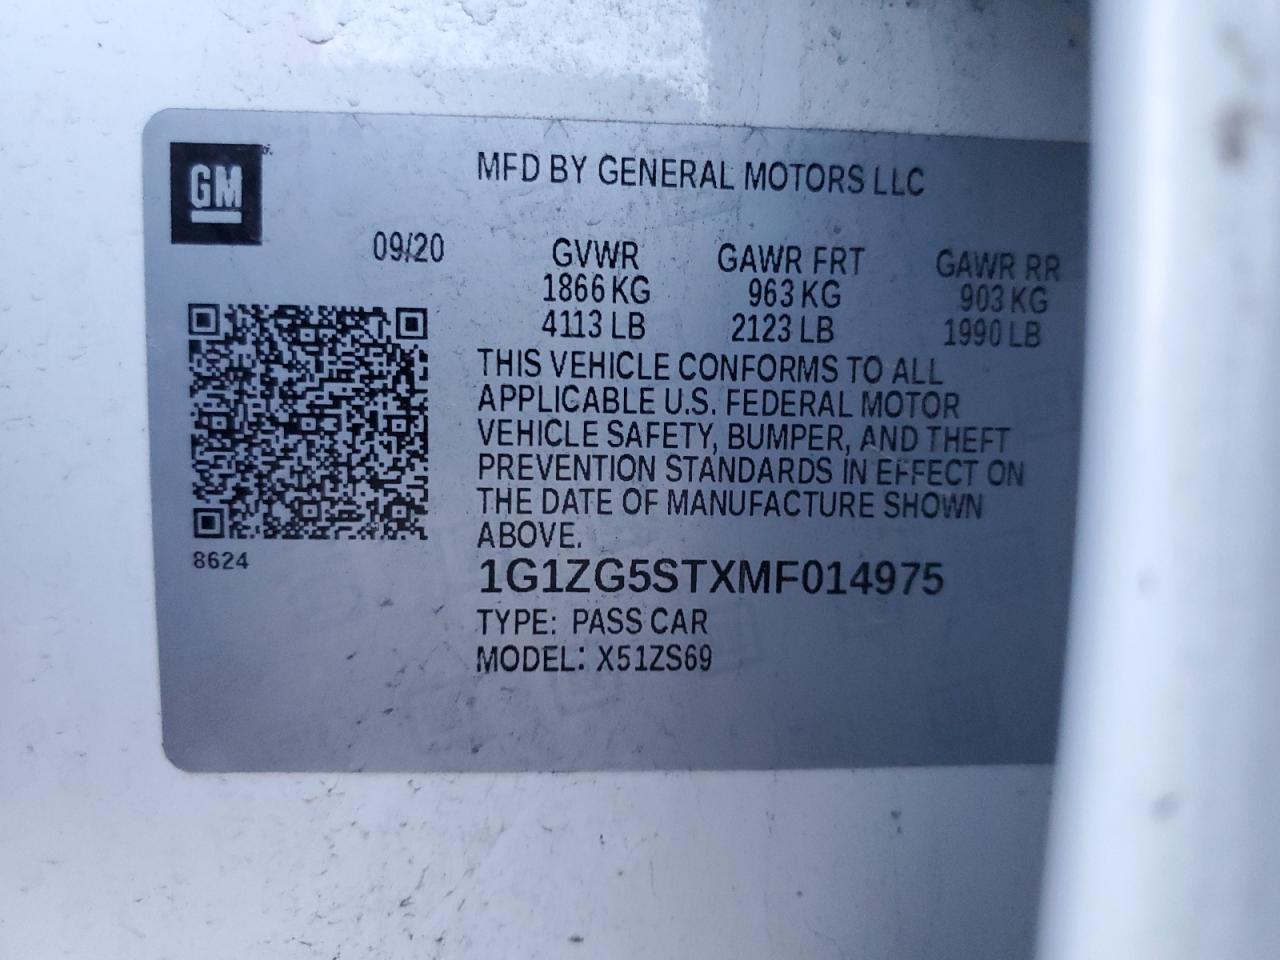 GM
MFD BY GENERAL MOTORS LLC
09/20
GVWR GAWR FRT GAWR RR
1866 KG 963 KG 903 KG
4113 LB 2123 LB 1990 LB
THIS VEHICLE CONFORMS TO ALL
APPLICABLE U.S. FEDERAL MOTOR
VEHICLE SAFETY, BUMPER, AND THEFT
PREVENTION STANDARDS IN EFFECT ON
THE DATE OF MANUFACTURE SHOWN
ABOVE.
8624
1G1ZG5STXMF014975
TYPE: PASS CAR
MODEL: X51ZS69